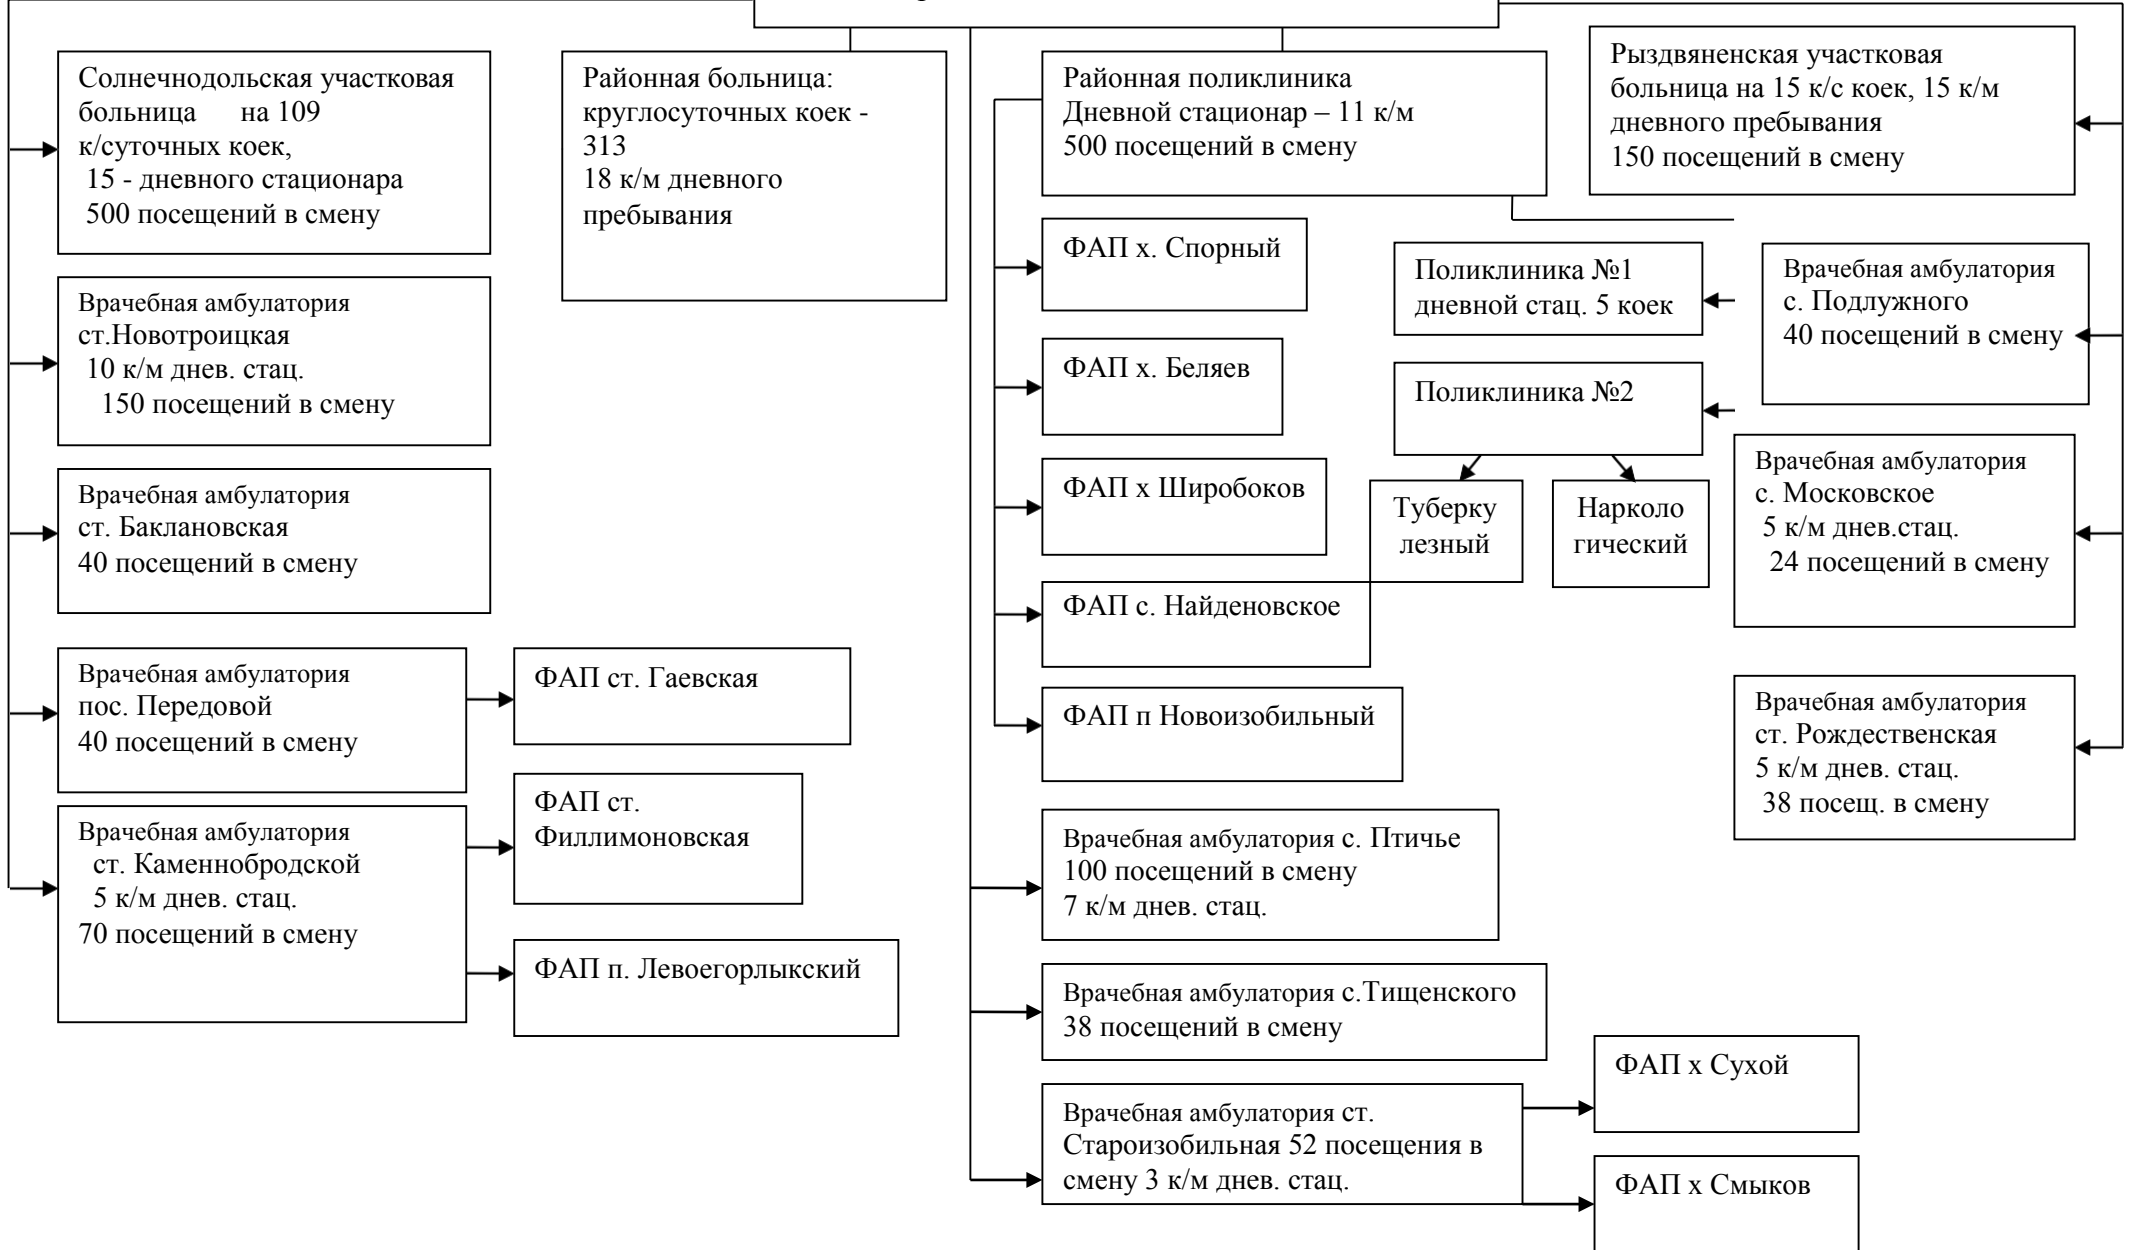 Солнечнодольская участковая
больница на 109
к/суточных коек,
15 - дневного стационара
500 посещений в смену
Районная больница:
круглосуточных коек -
313
18 к/м дневного
пребывания
Районная поликлиника
Дневной стационар – 11 к/м
500 посещений в смену
Рыздвяненская участковая
больница на 15 к/с коек, 15 к/м
дневного пребывания
150 посещений в смену
Врачебная амбулатория
ст.Новотроицкая
10 к/м днев. стац.
150 посещений в смену
ФАП х. Спорный
Поликлиника №1
дневной стац. 5 коек
Врачебная амбулатория
с. Подлужного
40 посещений в смену
ФАП х. Беляев
Поликлиника №2
Врачебная амбулатория
ст. Баклановская
40 посещений в смену
ФАП х Широбоков
Туберку
лезный
Нарколо
гический
Врачебная амбулатория
с. Московское
5 к/м днев.стац.
24 посещений в смену
ФАП с. Найденовское
Врачебная амбулатория
пос. Передовой
40 посещений в смену
ФАП ст. Гаевская
ФАП п Новоизобильный
Врачебная амбулатория
ст. Рождественская
5 к/м днев. стац.
38 посещ. в смену
Врачебная амбулатория
ст. Каменнобродской
5 к/м днев. стац.
70 посещений в смену
ФАП ст.
Филлимоновская
ФАП п. Левоегорлыкский
Врачебная амбулатория с. Птичье
100 посещений в смену
7 к/м днев. стац.
Врачебная амбулатория с.Тищенского
38 посещений в смену
Врачебная амбулатория ст.
Староизобильная 52 посещения в
смену 3 к/м днев. стац.
ФАП х Сухой
ФАП х Смыков